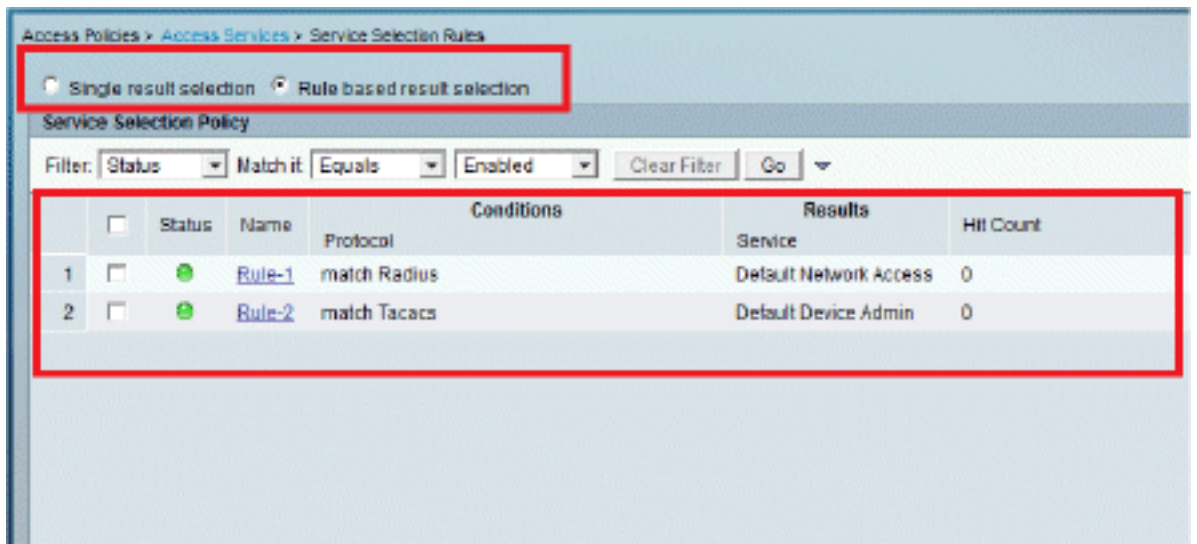 Access Policies > Access Services > Service Selection Rules
Single result selection Rule based result selection
Service Selection Policy
Filter: Status Match if: Equals Enabled Clear Filter Go
Status Name Conditions Results Hit Count
Protocol Service
1 Rule-1 match Radius Default Network Access 0
2 Rule-2 match Tacacs Default Device Admin 0